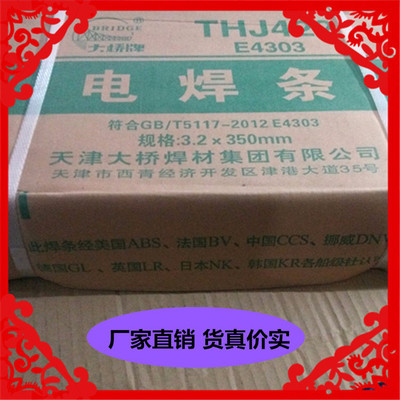 BRIDGE
大桥牌
THJ4
E4303
电焊条
符合GB/T5117-2012 E4303
规格:3.2×350mm
天津大桥焊材集团有限公司
天津市西青经济开发区津港大道35号
此焊条经美国ABS、法国BV、中国CCS、挪威DNV
德国GL、英国LR、日本NK、韩国KR各船级社认
厂家直销 货真价实